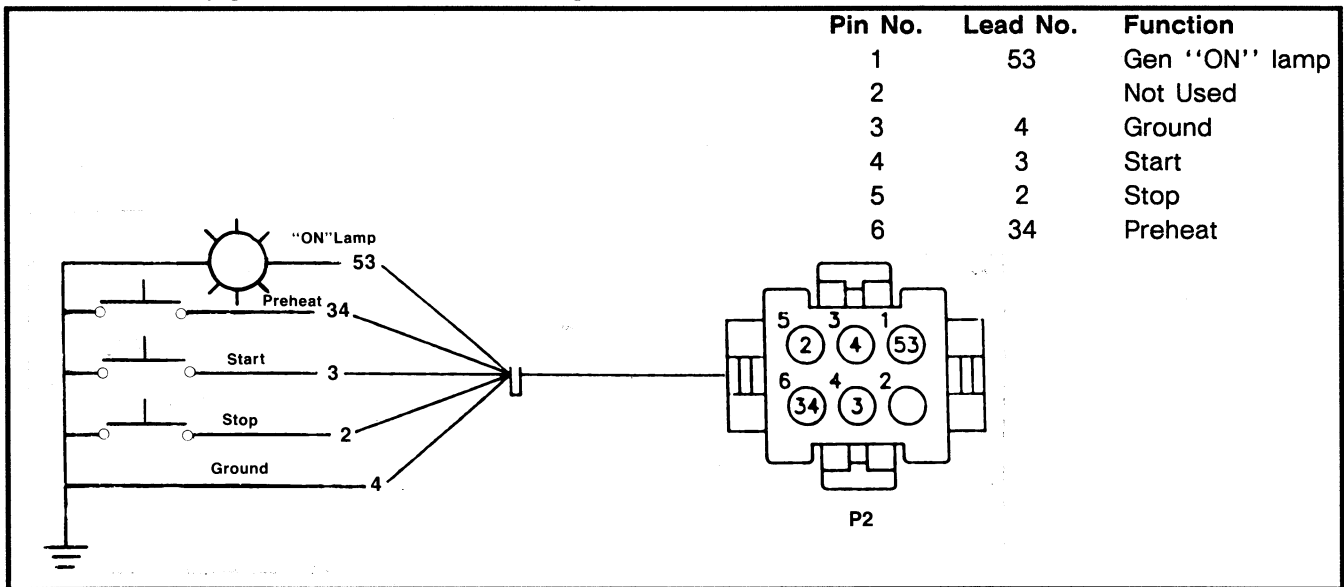 Pin No. Lead No. Function
1 53 Gen ‘‘ON’’ lamp
2 Not Used
3 4 Ground
4 3 Start
5 2 Stop
6 34 Preheat
“ON”Lamp
53
Preheat
34
Start
3
Stop
2
Ground
4
5 3 1
2 4 53
6 4 2
34 3
P2